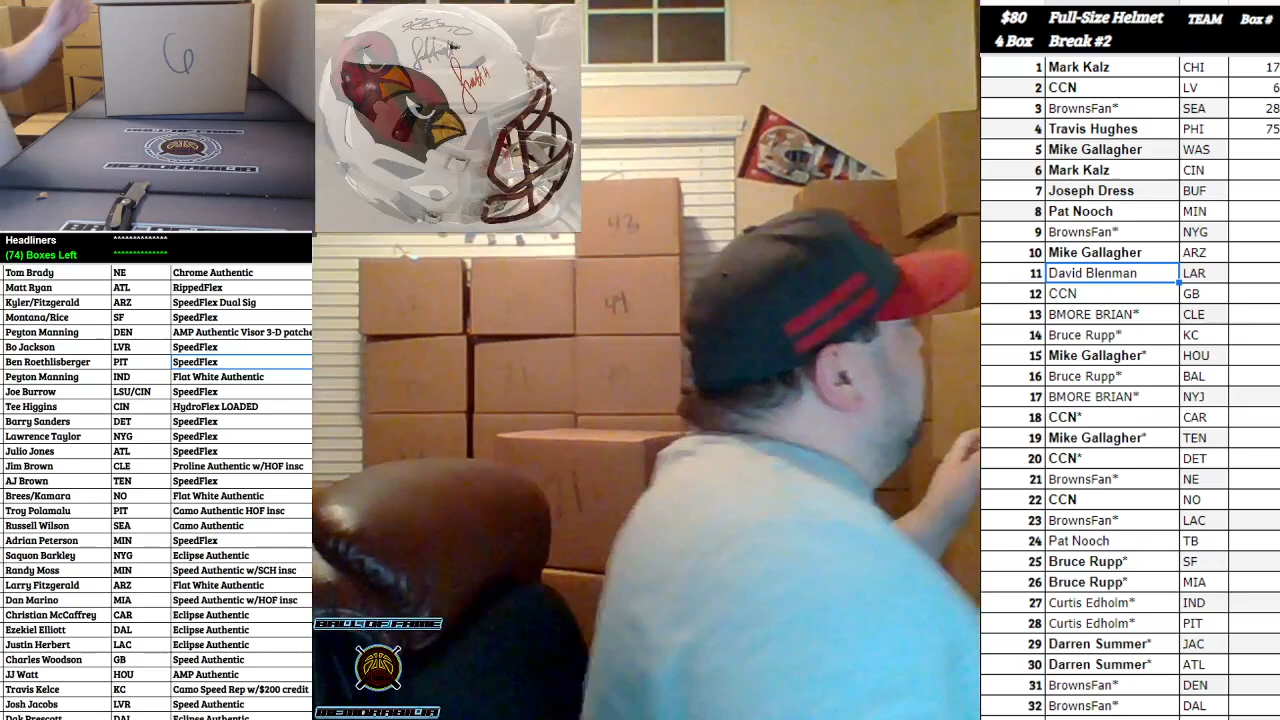 6
43
44
71
Headliners **************
(74) Boxes Left **************
Tom Brady NE Chrome Authentic
Matt Ryan ATL RippedFlex
Kyler/Fitzgerald ARZ SpeedFlex Dual Sig
Montana/Rice SF SpeedFlex
Peyton Manning DEN AMP Authentic Visor 3-D patche
Bo Jackson LVR SpeedFlex
Ben Roethlisberger PIT SpeedFlex
Peyton Manning IND Flat White Authentic
Joe Burrow LSU/CIN SpeedFlex
Tee Higgins CIN HydroFlex LOADED
Barry Sanders DET SpeedFlex
Lawrence Taylor NYG SpeedFlex
Julio Jones ATL SpeedFlex
Jim Brown CLE Proline Authentic w/HOF insc
AJ Brown TEN SpeedFlex
Brees/Kamara NO Flat White Authentic
Troy Polamalu PIT Camo Authentic HOF insc
Russell Wilson SEA Camo Authentic
Adrian Peterson MIN SpeedFlex
Saquon Barkley NYG Eclipse Authentic
Randy Moss MIN Speed Authentic w/SCH insc
Larry Fitzgerald ARZ Flat White Authentic
Dan Marino MIA Speed Authentic w/HOF insc
Christian McCaffrey CAR Eclipse Authentic
Ezekiel Elliott DAL Eclipse Authentic
Justin Herbert LAC Eclipse Authentic
Charles Woodson GB Speed Authentic
JJ Watt HOU AMP Authentic
Travis Kelce KC Camo Speed Rep w/$200 credit
Josh Jacobs LVR Speed Authentic
Dak Prescott DAL Eclipse Authentic
BALL OF FAME
MEMORABILIA
$80 Full-Size Helmet TEAM Box #
4 Box Break #2
1 Mark Kalz CHI 17
2 CCN LV 6
3 BrownsFan* SEA 28
4 Travis Hughes PHI 75
5 Mike Gallagher WAS
6 Mark Kalz CIN
7 Joseph Dress BUF
8 Pat Nooch MIN
9 BrownsFan* NYG
10 Mike Gallagher ARZ
11 David Blenman LAR
12 CCN GB
13 BMORE BRIAN* CLE
14 Bruce Rupp* KC
15 Mike Gallagher* HOU
16 Bruce Rupp* BAL
17 BMORE BRIAN* NYJ
18 CCN* CAR
19 Mike Gallagher* TEN
20 CCN* DET
21 BrownsFan* NE
22 CCN NO
23 BrownsFan* LAC
24 Pat Nooch TB
25 Bruce Rupp* SF
26 Bruce Rupp* MIA
27 Curtis Edholm* IND
28 Curtis Edholm* PIT
29 Darren Summer* JAC
30 Darren Summer* ATL
31 BrownsFan* DEN
32 BrownsFan* DAL